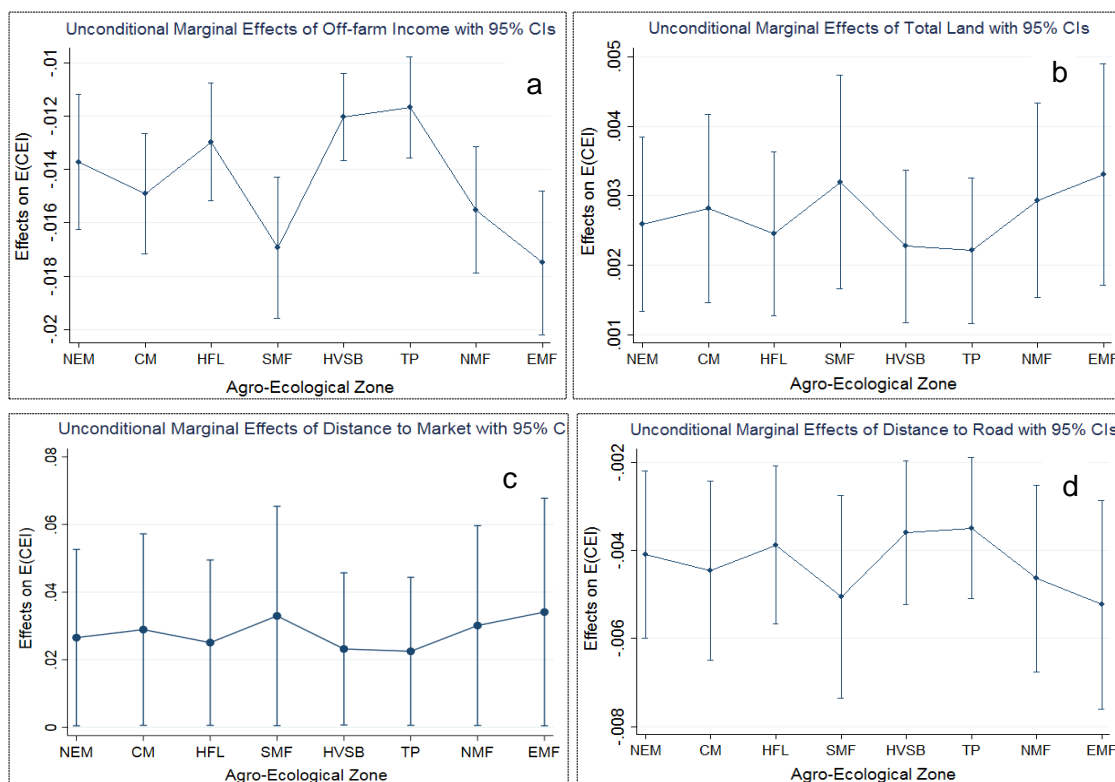 Unconditional Marginal Effects of Off-farm Income with 95% CIs
a
Effects on E(CEI)
-.01
-.012
-.014
-.016
-.018
-.02
NEM CM HFL SMF HVSB TP NMF EMF
Agro-Ecological Zone
Unconditional Marginal Effects of Total Land with 95% CIs
b
Effects on E(CEI)
.005
.004
.003
.002
.001
NEM CM HFL SMF HVSB TP NMF EMF
Agro-Ecological Zone
Unconditional Marginal Effects of Distance to Market with 95% C
c
Effects on E(CEI)
.08
.06
.04
.02
0
NEM CM HFL SMF HVSB TP NMF EMF
Agro-Ecological Zone
Unconditional Marginal Effects of Distance to Road with 95% CIs
d
Effects on E(CEI)
-.002
-.004
-.006
-.008
NEM CM HFL SMF HVSB TP NMF EMF
Agro-Ecological Zone